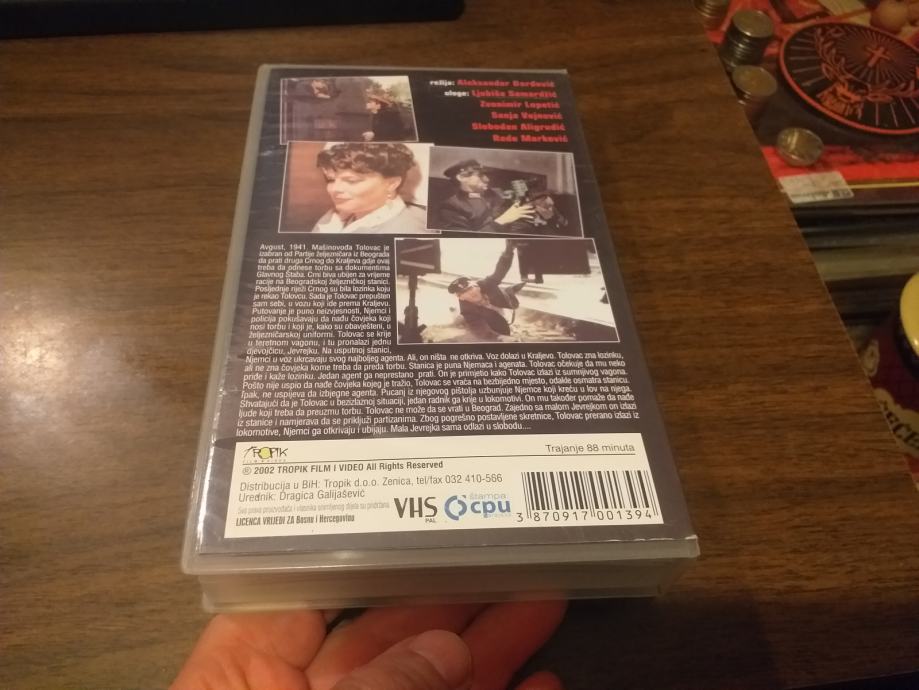 režija: Aleksandar Đorđević
uloge: Ljubiša Samardžić
Zvonimir Lepetić
Sanja Vejnović
Slobodan Aligrudić
Rade Marković
Avgust, 1941. Mašinovođa Tolovac je
izabran od Partije željezničara iz Beograda
da prati druga Crnog do Kraljeva gdje ovaj
treba da odnese torbu sa dokumentima
Glavnog Štaba. Crni biva ubijen za vrijeme
racije na Beogradskoj željezničkoj stanici.
Posljednje riječi Crnog su bila lozinka koju
je rekao Tolovcu. Sada je Tolovac prepušten
sam sebi, u vozu koji ide prema Kraljevu.
Putovanje je puno neizvjesnosti, Njemci i
policija pokušavaju da nađu čovjeka koji
nosi torbu i koji je, kako su obavješteni, u
željezničarskoj uniformi. Tolovac se krije
u teretnom vagonu, i tu pronalazi jednu
djevojčicu, Jevrejku. Na usputnoj stanici,
Njemci u voz ukrcavaju svog najboljeg agenta. Ali, on ništa ne otkriva. Voz dolazi u Kraljevo. Tolovac zna lozinku,
ali ne zna čovjeka kome treba da preda torbu. Stanica je puna Njemaca i agenata. Tolovac očekuje da mu neko
priđe i kaže lozinku. Jedan agent ga neprestano prati. On je primjetio kako Tolovac izlazi iz sumnjivog vagona.
Pošto nije uspio da nađe čovjeka kojeg je tražio, Tolovac se vraća na bezbjedno mjesto, odakle osmatra stanicu.
Ipak, ne uspijeva da izbjegne agenta. Pucanj iz njegovog pištolja uzbunjuje Njemce koji kreću u lov na njega.
Shvatajući da je Tolovac u bezizlaznoj situaciji, jedan radnik ga krije u lokomotivi. On mu također pomaže da nađe
ljude koji treba da preuzmu torbu. Tolovac ne može da se vrati u Beograd. Zajedno sa malom Jevrejkom on izlazi
iz stanice i namjerava da se priključi partizanima. Zbog pogrešno postavljene skretnice, Tolovac prerano izlazi iz
lokomotive, Njemci ga otkrivaju i ubijaju. Mala Jevrejka sama odlazi u slobodu....
TROPIK
FILM & VIDEO
Trajanje 88 minuta
® 2002 TROPIK FILM i VIDEO All Rights Reserved
Distribucija u BiH: Tropik d.o.o. Zenica, tel/fax 032 410-566
Urednik: Dragica Galijašević
Sva prava proizvođača i vlasnika snimljenog djela su pridržana
LICENCA VRIJEDI ZA Bosnu i Hercegovinu
VHS
PAL
štampa:
cpu
3 870917 001394